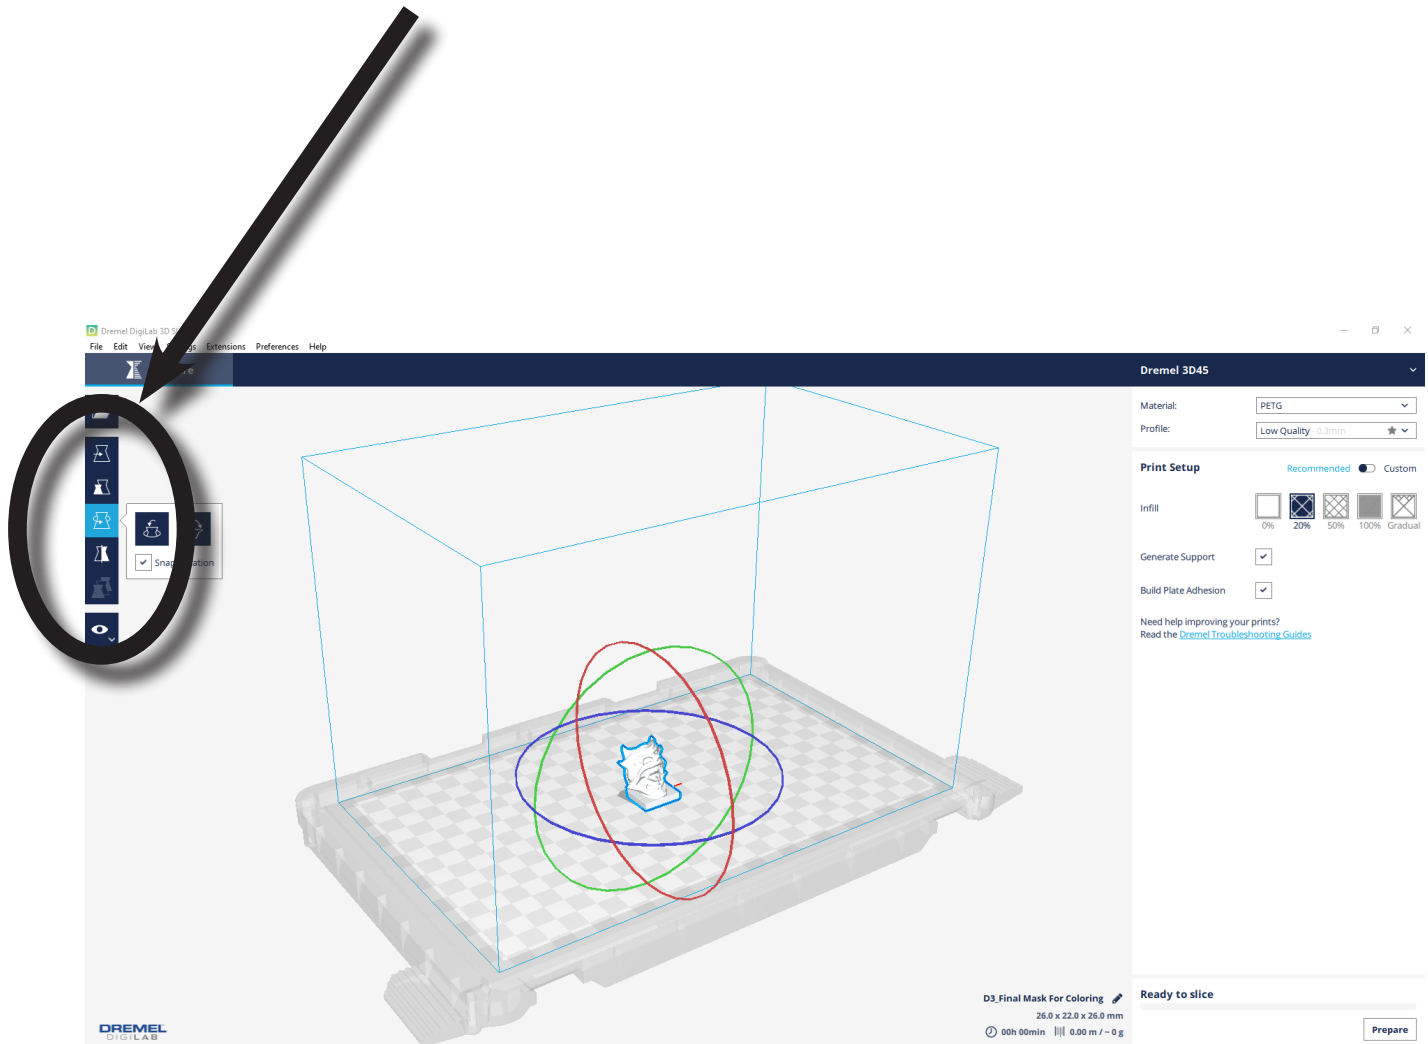 Dremel DigiLab 3D
File Edit View Extensions Preferences Help
Dremel 3D45
Material: PETG
Profile: Low Quality - 0.3mm
Print Setup Recommended Custom
Infill
0% 20% 50% 100% Gradual
Snap
Generate Support
Build Plate Adhesion
Need help improving your prints?
Read the Dremel Troubleshooting Guides
D3_Final Mask For Coloring
26.0 x 22.0 x 26.0 mm
00h 00min 0.00 m / ~ 0 g
Ready to slice
Prepare
DREMEL
DIGILAB